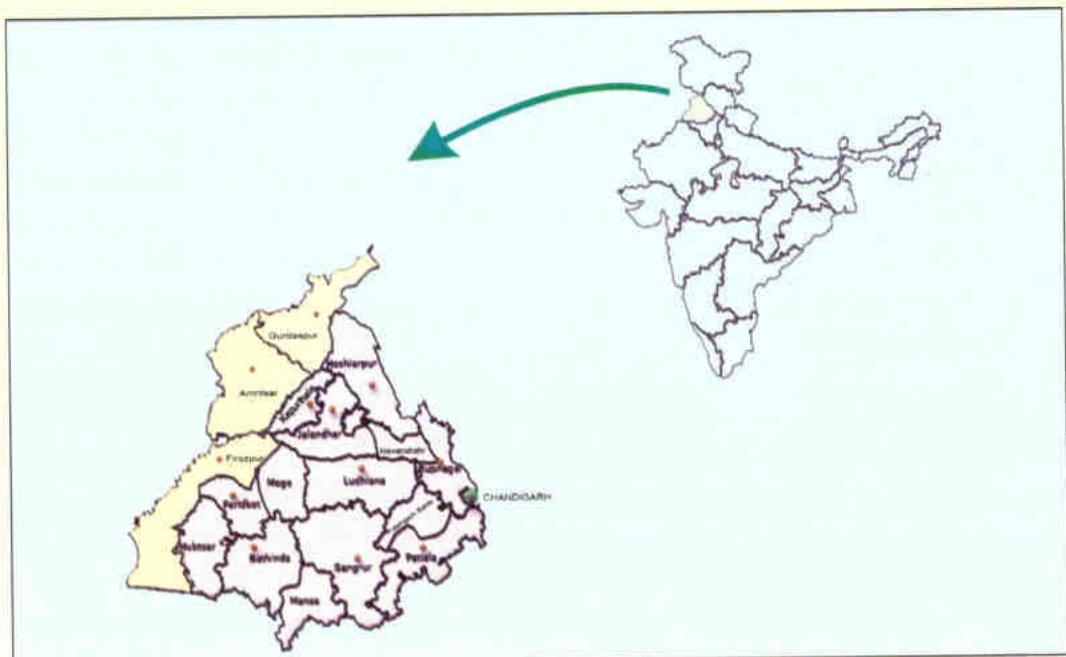 Gurdaspur
Hoshiarpur
Amritsar
Kapurthala
Jalandhar
Nawanshahr
Firozpur
Rupnagar
Moga
Ludhiana
CHANDIGARH
Faridkot
Muktsar
Bathinda
Patiala
Sangrur
Mansa